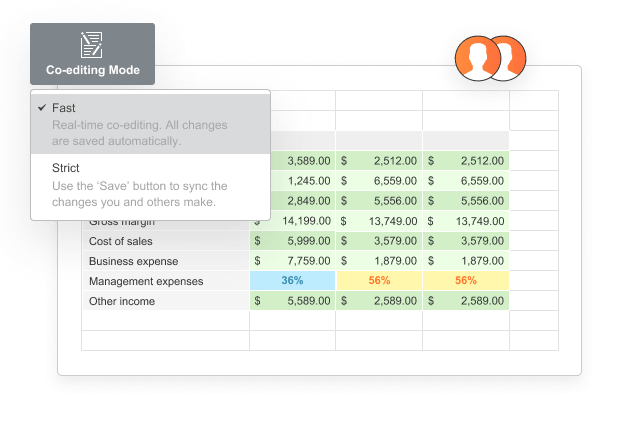 Co-editing Mode
✔ Fast
Real-time co-editing. All changes
are saved automatically.
Strict
Use the ‘Save’ button to sync the
changes you and others make.
3,589.00 $ 2,512.00 $ 2,512.00
1,245.00 $ 6,559.00 $ 6,559.00
2,849.00 $ 5,556.00 $ 5,556.00
Gross margin $ 14,199.00 $ 13,749.00 $ 13,749.00
Cost of sales $ 5,999.00 $ 3,579.00 $ 3,579.00
Business expense $ 7,759.00 $ 1,879.00 $ 1,879.00
Management expenses 36% 56% 56%
Other income $ 5,589.00 $ 2,589.00 $ 2,589.00